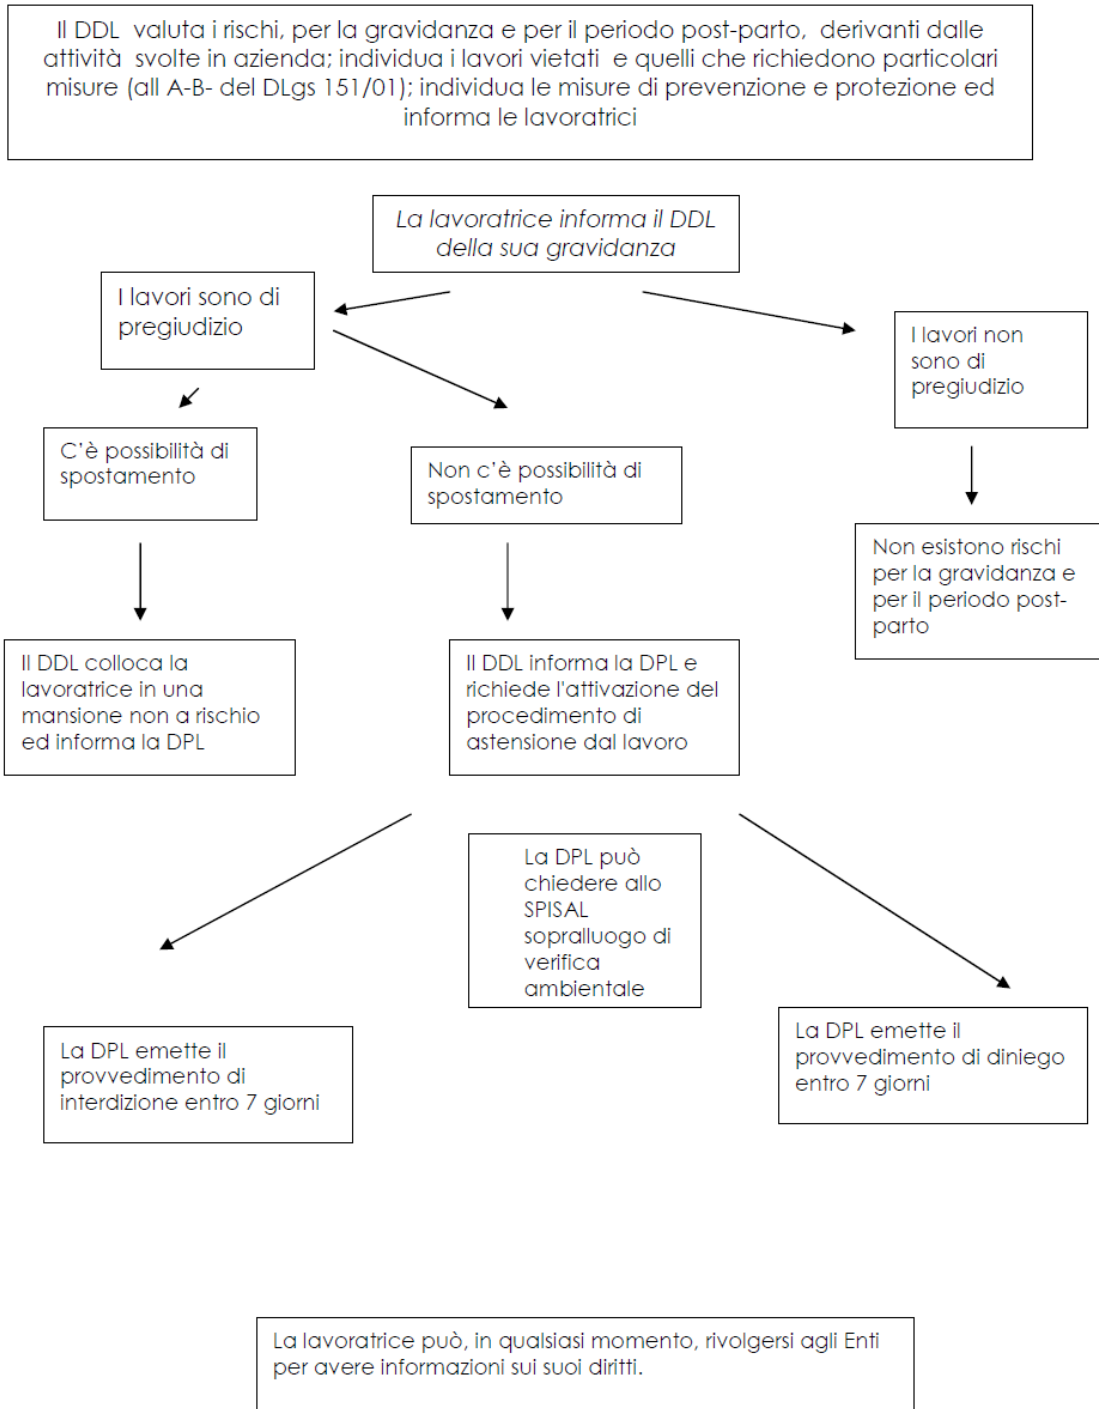 Il DDL valuta i rischi, per la gravidanza e per il periodo post-parto, derivanti dalle
attività svolte in azienda; individua i lavori vietati e quelli che richiedono particolari
misure (all A-B- del DLgs 151/01); individua le misure di prevenzione e protezione ed
informa le lavoratrici
La lavoratrice informa il DDL
della sua gravidanza
I lavori sono di
pregiudizio
I lavori non
sono di
pregiudizio
C'è possibilità di
spostamento
Non c'è possibilità di
spostamento
Non esistono rischi
per la gravidanza e
per il periodo post-
parto
Il DDL colloca la
lavoratrice in una
mansione non a rischio
ed informa la DPL
Il DDL informa la DPL e
richiede l'attivazione del
procedimento di
astensione dal lavoro
La DPL può
chiedere allo
SPISAL
sopralluogo di
verifica
ambientale
La DPL emette il
provvedimento di
interdizione entro 7 giorni
La DPL emette il
provvedimento di diniego
entro 7 giorni
La lavoratrice può, in qualsiasi momento, rivolgersi agli Enti
per avere informazioni sui suoi diritti.